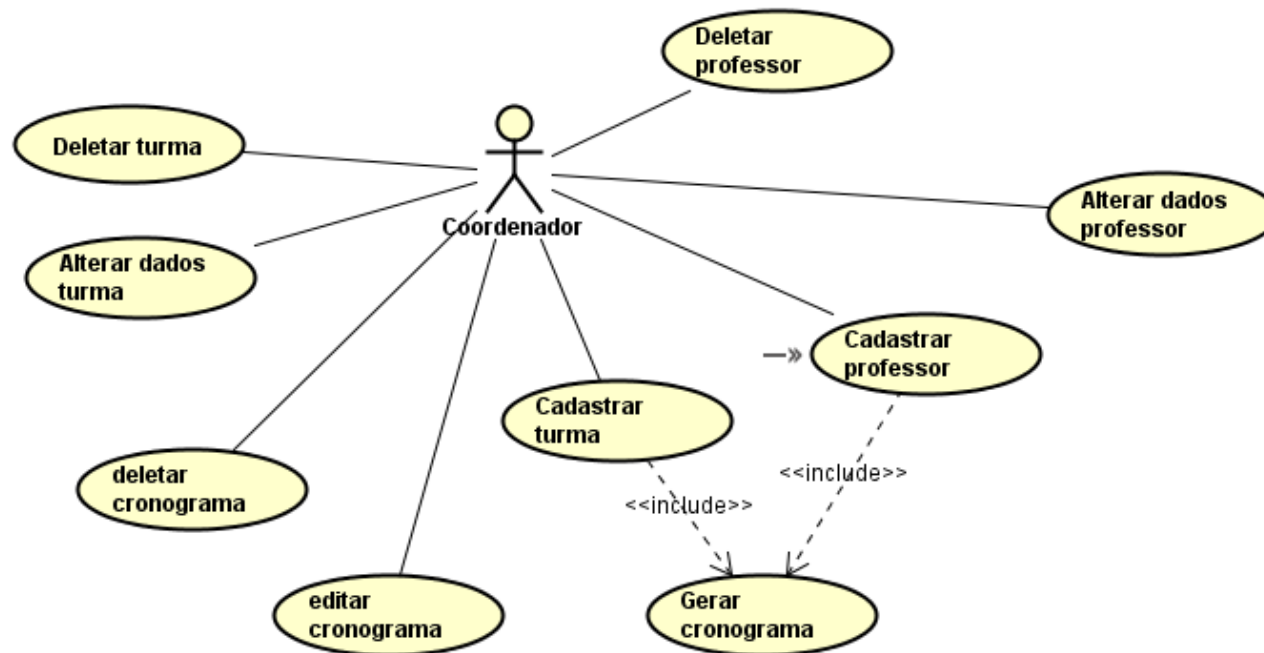 Deletar
professor
Deletar turma
Coordenador
Alterar dados
professor
Alterar dados
turma
Cadastrar
professor
Cadastrar
turma
deletar
cronograma
<<include>>
<<include>>
editar
cronograma
Gerar
cronograma